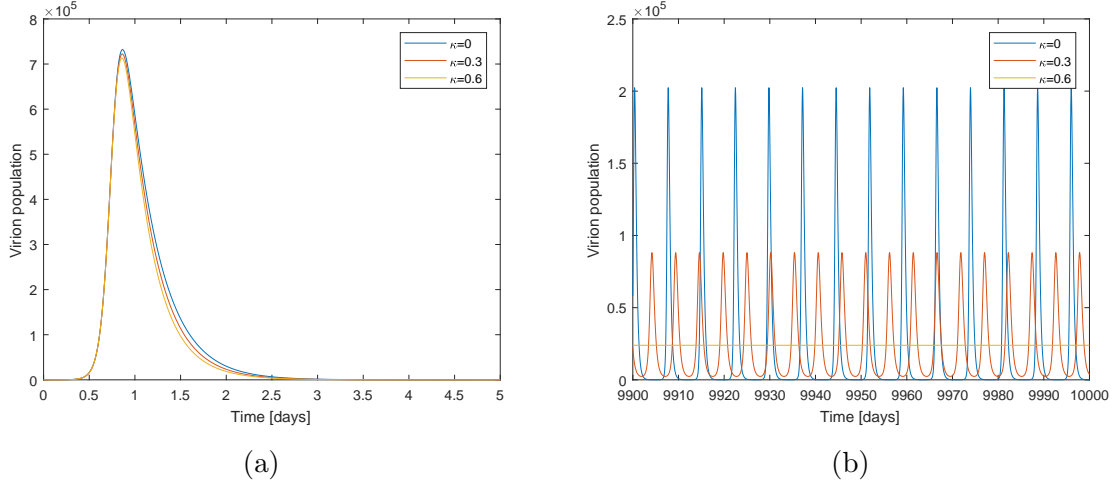 ×10⁵
8
7
6
5
4
3
2
1
0
Virion population
0 0.5 1 1.5 2 2.5 3 3.5 4 4.5 5
Time [days]
κ=0
κ=0.3
κ=0.6
(a)
×10⁵
2.5
2
1.5
1
0.5
0
Virion population
9900 9910 9920 9930 9940 9950 9960 9970 9980 9990 10000
Time [days]
κ=0
κ=0.3
κ=0.6
(b)